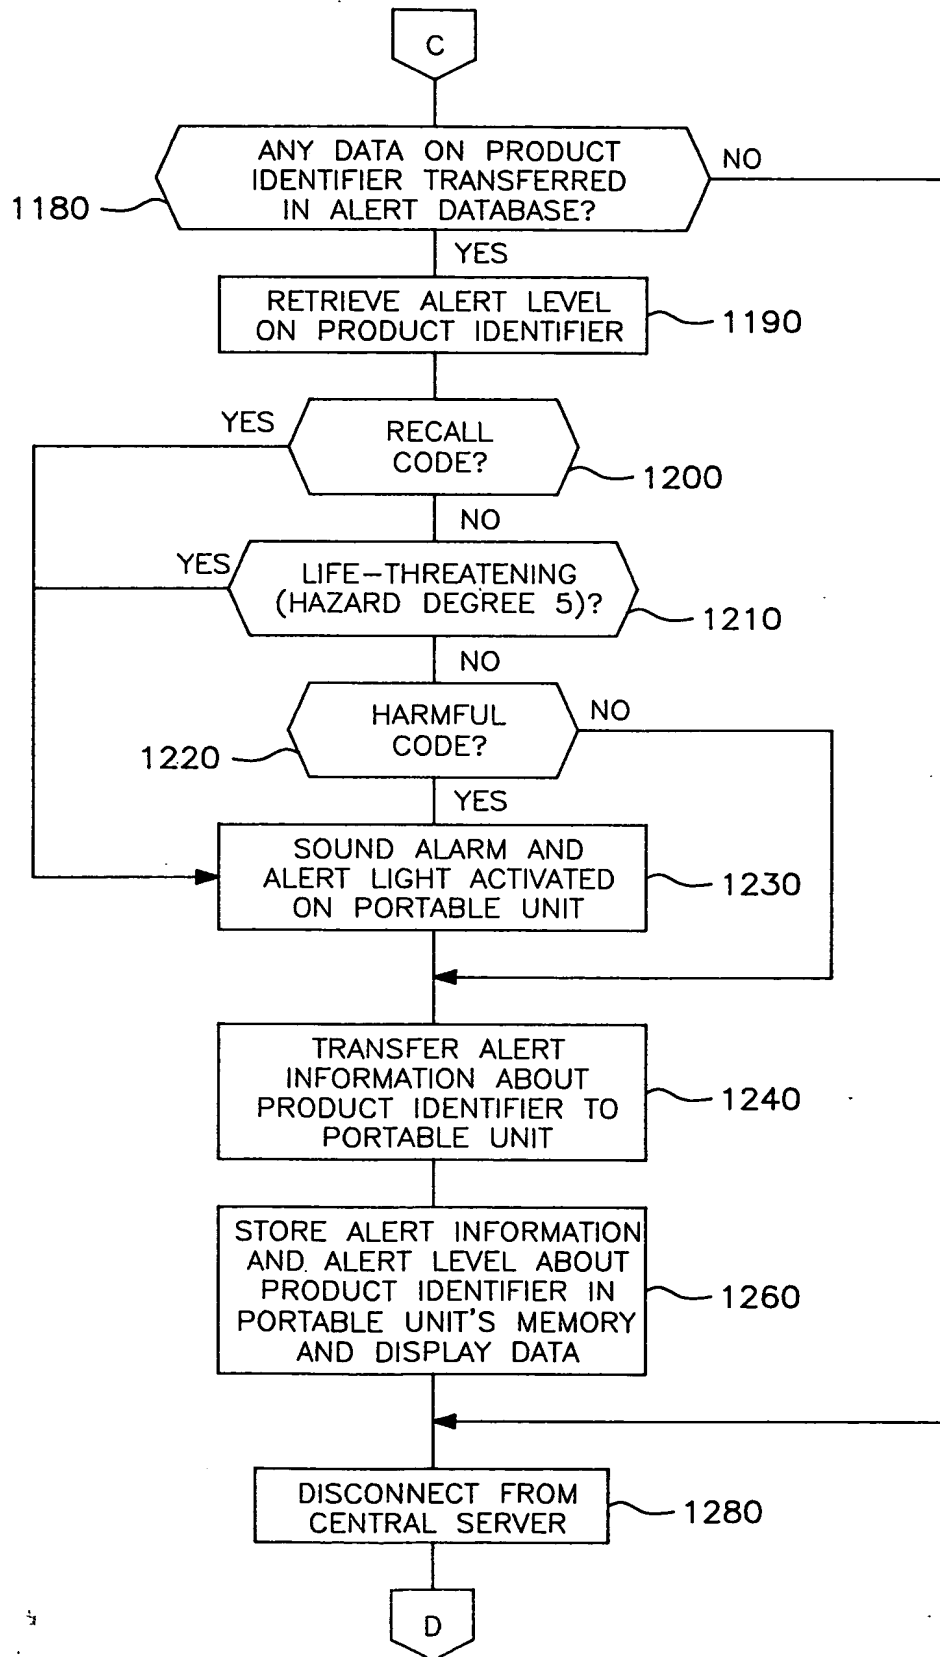 C
ANY DATA ON PRODUCT
IDENTIFIER TRANSFERRED
IN ALERT DATABASE?
NO
1180
YES
RETRIEVE ALERT LEVEL
ON PRODUCT IDENTIFIER
1190
YES
RECALL
CODE?
1200
NO
YES
LIFE-THREATENING
(HAZARD DEGREE 5)?
1210
NO
HARMFUL
CODE?
NO
1220
YES
SOUND ALARM AND
ALERT LIGHT ACTIVATED
ON PORTABLE UNIT
1230
TRANSFER ALERT
INFORMATION ABOUT
PRODUCT IDENTIFIER TO
PORTABLE UNIT
1240
STORE ALERT INFORMATION
AND ALERT LEVEL ABOUT
PRODUCT IDENTIFIER IN
PORTABLE UNIT'S MEMORY
AND DISPLAY DATA
1260
DISCONNECT FROM
CENTRAL SERVER
1280
D